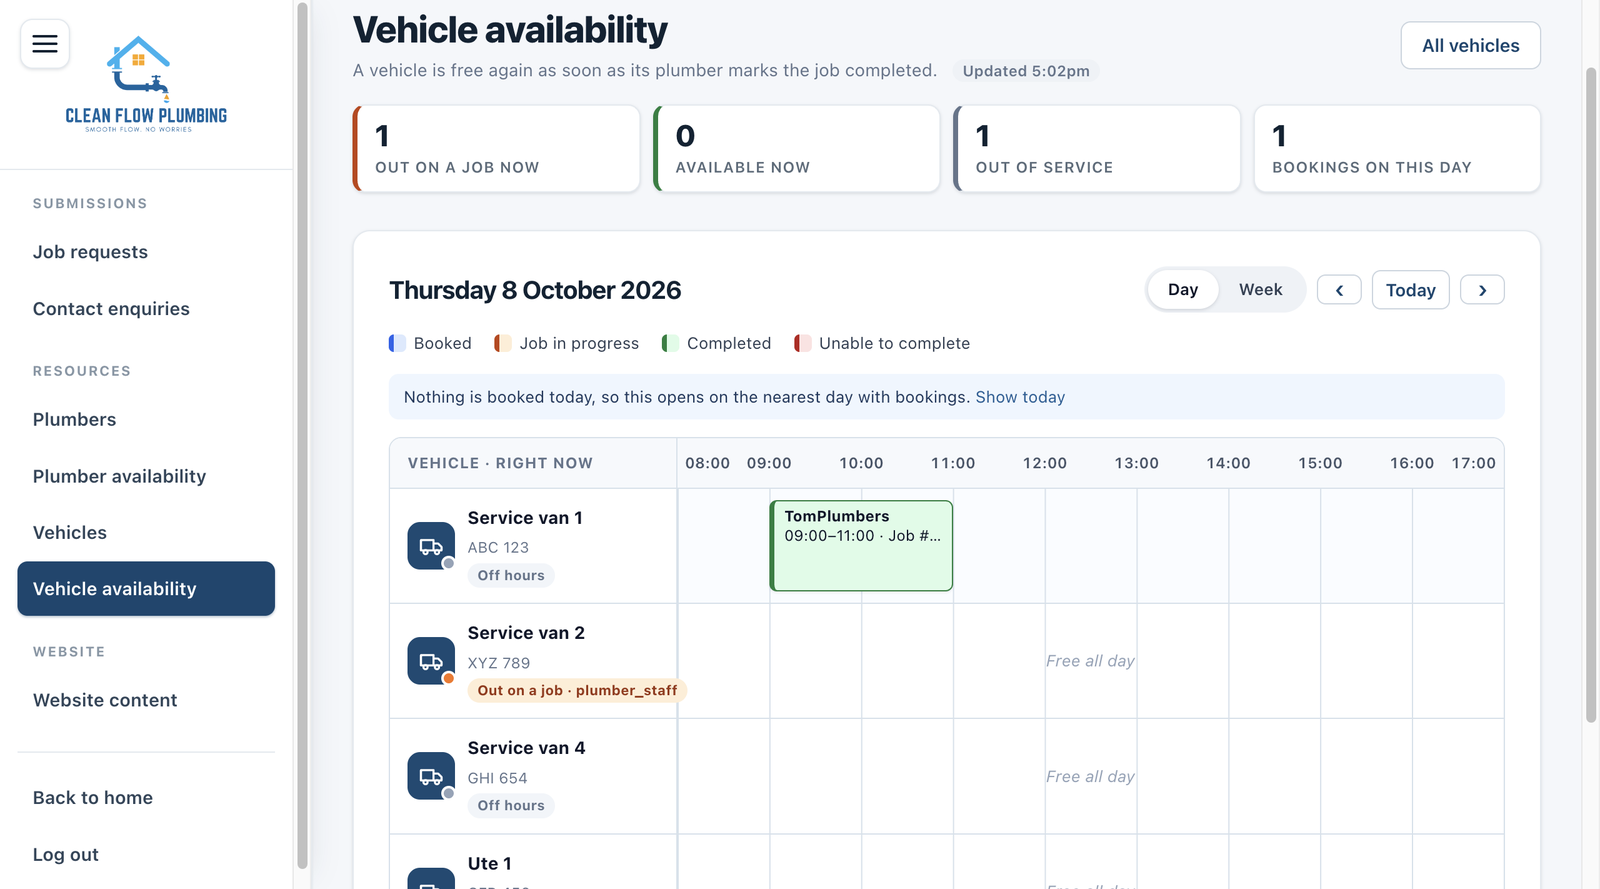 CLEAN FLOW PLUMBING
SMOOTH FLOW, NO WORRIES
SUBMISSIONS
Job requests
Contact enquiries
RESOURCES
Plumbers
Plumber availability
Vehicles
Vehicle availability
WEBSITE
Website content
Back to home
Log out
Vehicle availability
All vehicles
A vehicle is free again as soon as its plumber marks the job completed. Updated 5:02pm
1
OUT ON A JOB NOW
0
AVAILABLE NOW
1
OUT OF SERVICE
1
BOOKINGS ON THIS DAY
Thursday 8 October 2026
Day Week ‹ Today ›
Booked Job in progress Completed Unable to complete
Nothing is booked today, so this opens on the nearest day with bookings. Show today
VEHICLE · RIGHT NOW 08:00 09:00 10:00 11:00 12:00 13:00 14:00 15:00 16:00 17:00
Service van 1
ABC 123
Off hours
TomPlumbers
09:00–11:00 · Job #...
Service van 2
XYZ 789
Out on a job · plumber_staff
Free all day
Service van 4
GHI 654
Off hours
Free all day
Ute 1